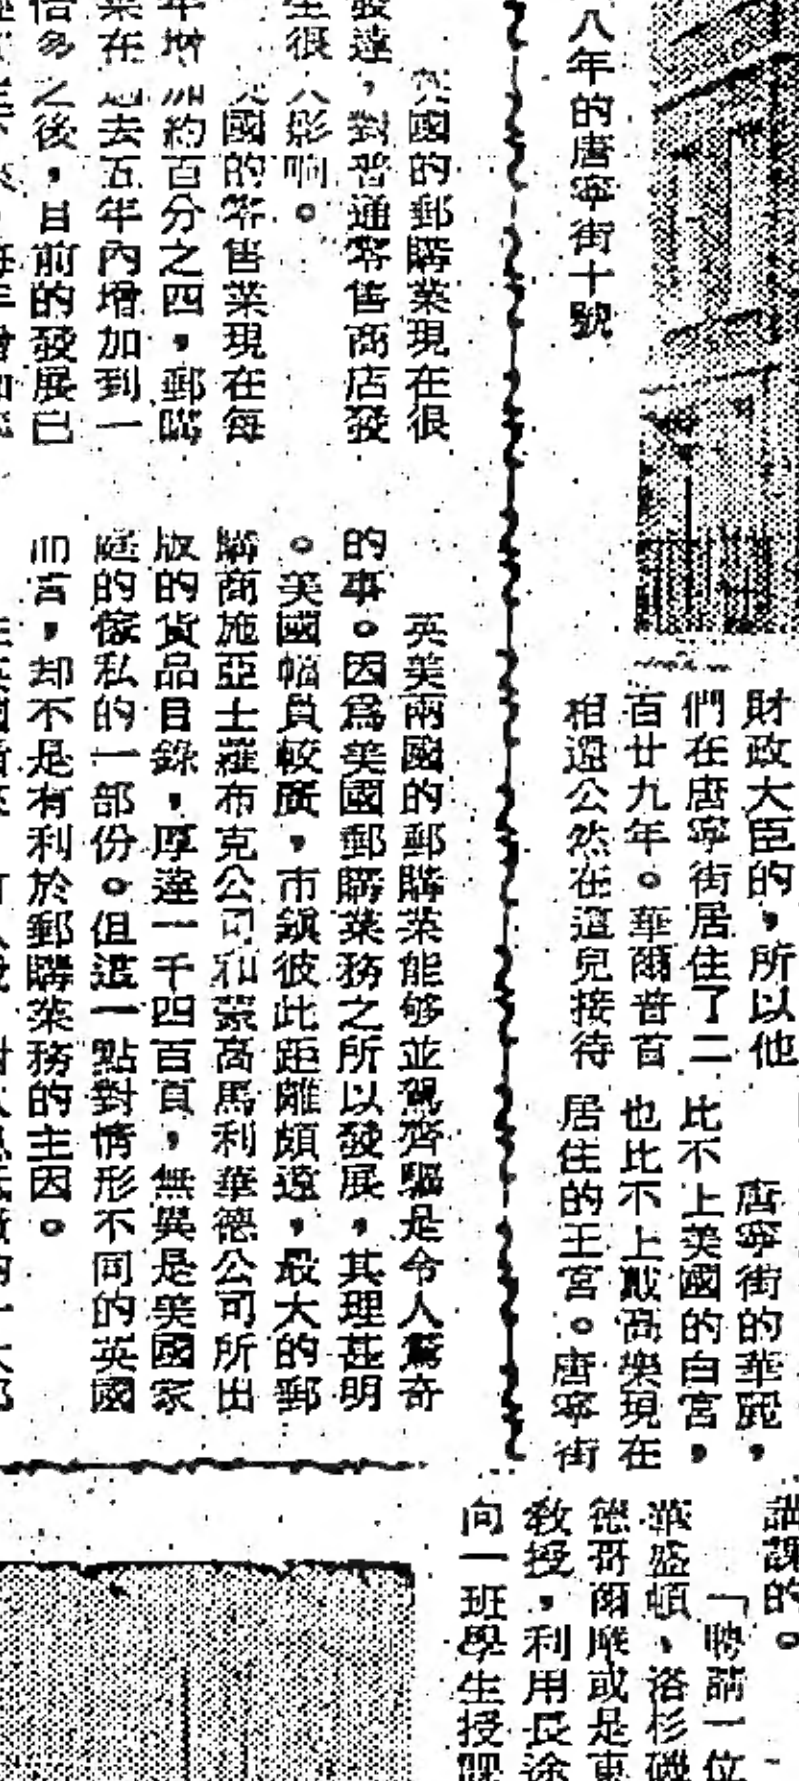 八年的唐寧街十號
財政大臣的，所以他
們在唐寧街居住了二
百廿九年。華爾普首
相還公然在這兒接待
唐寧街的華麗，
比不上美國的白宮，
也比不上戴高樂現在
居住的王宮。唐寧街
國的郵購業現在很
發達，對普通零售商店發
很大影响。
國的零售業現在每
年增加約百分之四，郵購
業在過去五年內增加到一
倍多之後，目前的發展已
英美兩國的郵購業能够並駕齊驅是令人驚奇
的事。因爲美國郵購業務之所以發展，其理甚明
。美國幅員較廣，市鎮彼此距離頗遠，最大的郵
購商施亞士羅布克公司和蒙高馬利華德公司所出
版的貨品目錄，厚達一千四百頁，無異是美國家
庭的傢私的一部份。但這一點對情形不同的英國
而言，却不是有利於郵購業務的主因。
講課的。
「聘請一位
華盛頓、洛杉磯
德哥爾摩或是東
教授，利用長途
向一班學生授課